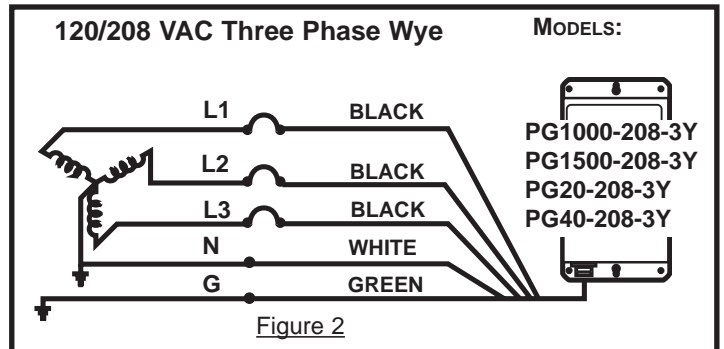 120/208 VAC Three Phase Wye
MODELS:
L1 BLACK
L2 BLACK
L3 BLACK
N WHITE
G GREEN
PG1000-208-3Y
PG1500-208-3Y
PG20-208-3Y
PG40-208-3Y
Figure 2